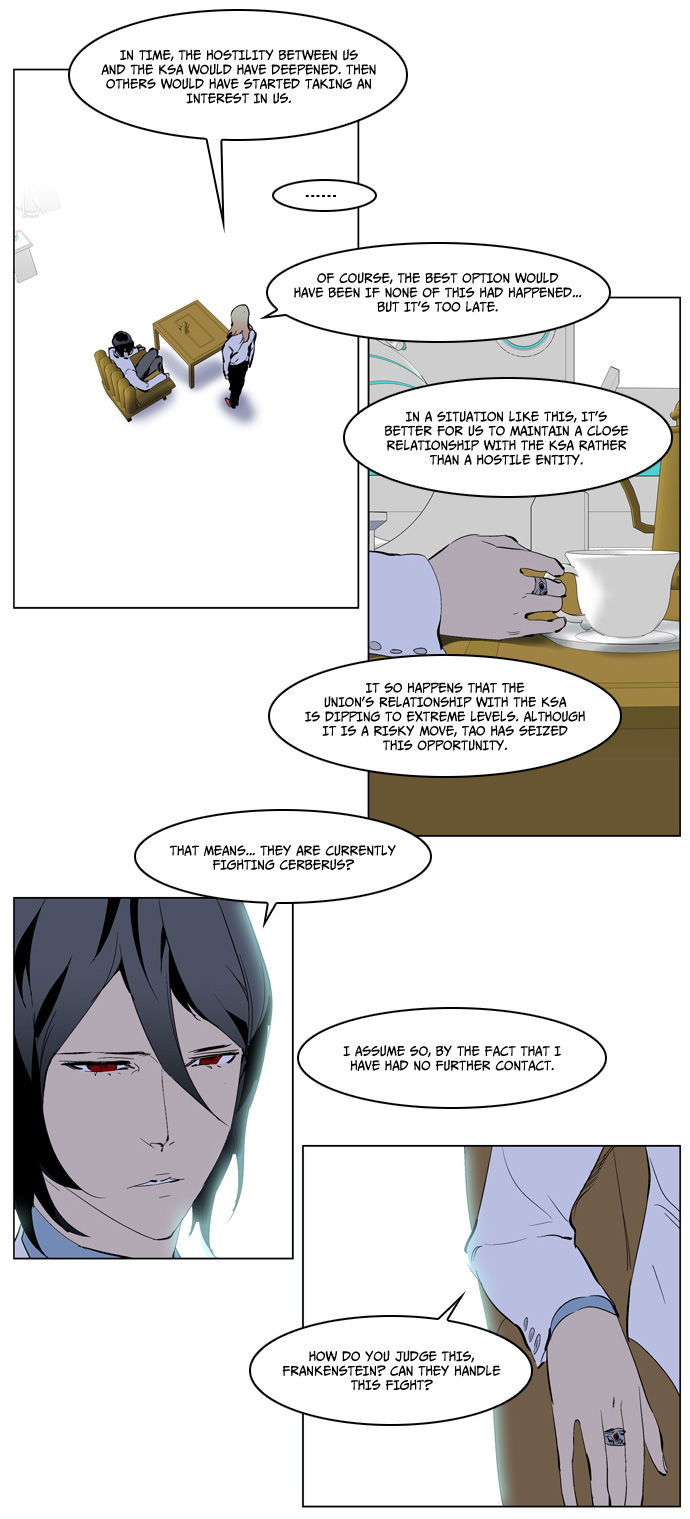 IN TIME, THE HOSTILITY BETWEEN US
AND THE KSA WOULD HAVE DEEPENED. THEN
OTHERS WOULD HAVE STARTED TAKING AN
INTEREST IN US.
------
OF COURSE, THE BEST OPTION WOULD
HAVE BEEN IF NONE OF THIS HAD HAPPENED...
BUT IT'S TOO LATE.
IN A SITUATION LIKE THIS, IT'S
BETTER FOR US TO MAINTAIN A CLOSE
RELATIONSHIP WITH THE KSA RATHER
THAN A HOSTILE ENTITY.
IT SO HAPPENS THAT THE
UNION'S RELATIONSHIP WITH THE KSA
IS DIPPING TO EXTREME LEVELS. ALTHOUGH
IT IS A RISKY MOVE, TAO HAS SEIZED
THIS OPPORTUNITY.
THAT MEANS... THEY ARE CURRENTLY
FIGHTING CERBERUS?
I ASSUME SO, BY THE FACT THAT I
HAVE HAD NO FURTHER CONTACT.
HOW DO YOU JUDGE THIS,
FRANKENSTEIN? CAN THEY HANDLE
THIS FIGHT?